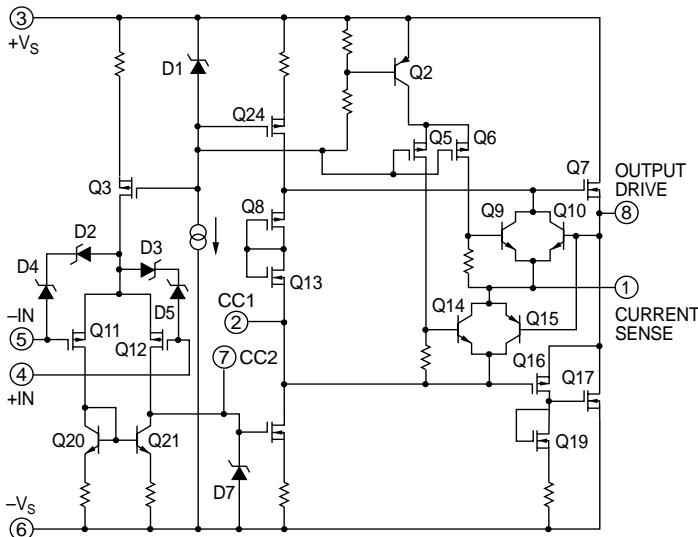 3
+VS
D1
Q2
Q24
Q5
Q6
Q3
Q7
OUTPUT
DRIVE
8
Q8
Q9
Q10
D2
D3
D4
Q13
1
CURRENT
SENSE
CC1
2
Q14
Q15
–IN
5
Q11
D5
Q12
Q16
4
+IN
7
CC2
Q17
Q20
Q21
Q19
D7
–VS
6